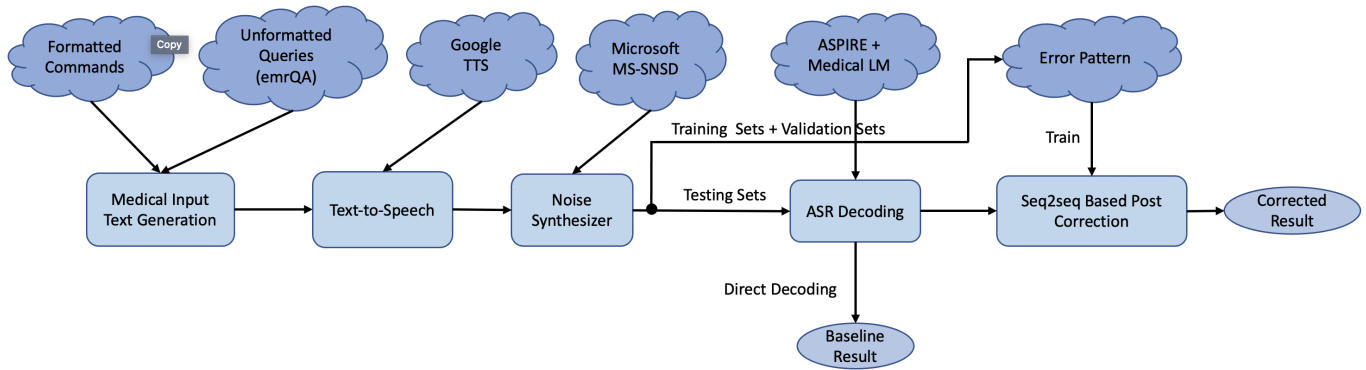 Formatted
Commands
Copy
Unformatted
Queries
(emrQA)
Google
TTS
Microsoft
MS-SNSD
ASPIRE +
Medical LM
Error Pattern
Training Sets + Validation Sets
Train
Medical Input
Text Generation
Text-to-Speech
Noise
Synthesizer
Testing Sets
ASR Decoding
Seq2seq Based Post
Correction
Corrected
Result
Direct Decoding
Baseline
Result